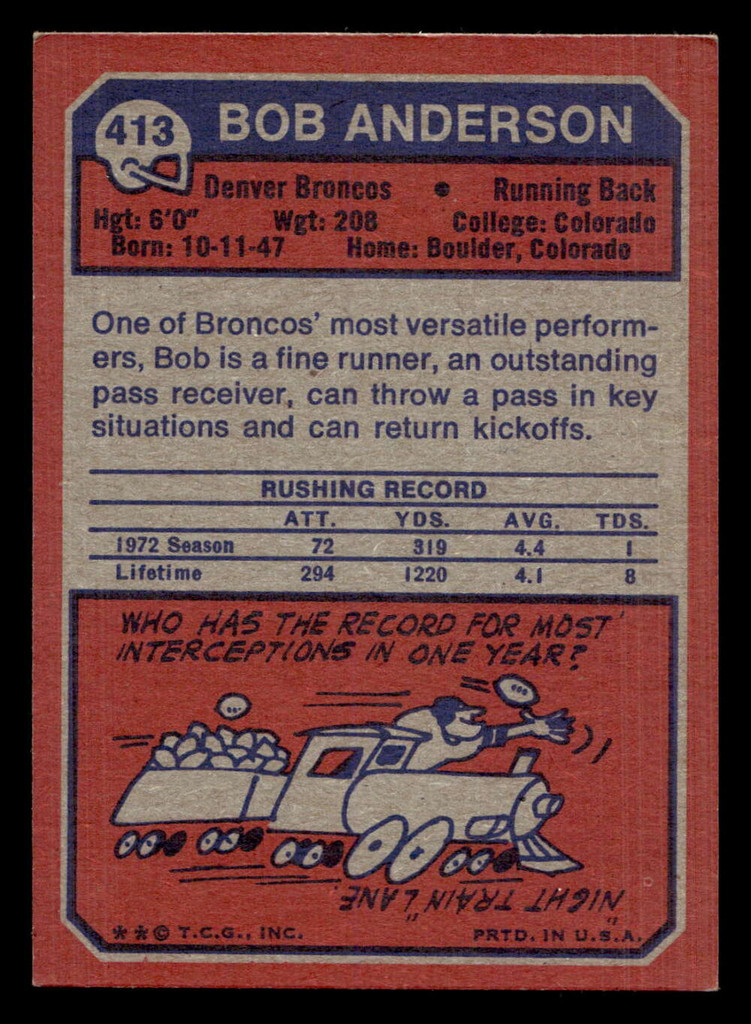 413 BOB ANDERSON
Denver Broncos • Running Back
Hgt: 6'0" Wgt: 208 College: Colorado
Born: 10-11-47 Home: Boulder, Colorado
One of Broncos' most versatile perform-
ers, Bob is a fine runner, an outstanding
pass receiver, can throw a pass in key
situations and can return kickoffs.
RUSHING RECORD
ATT. YDS. AVG. TDS.
1972 Season 72 319 4.4 1
Lifetime 294 1220 4.1 8
WHO HAS THE RECORD FOR MOST
INTERCEPTIONS IN ONE YEAR?
"NIGHT TRAIN" LANE.
**© T.C.G., INC. PRTD. IN U.S.A.